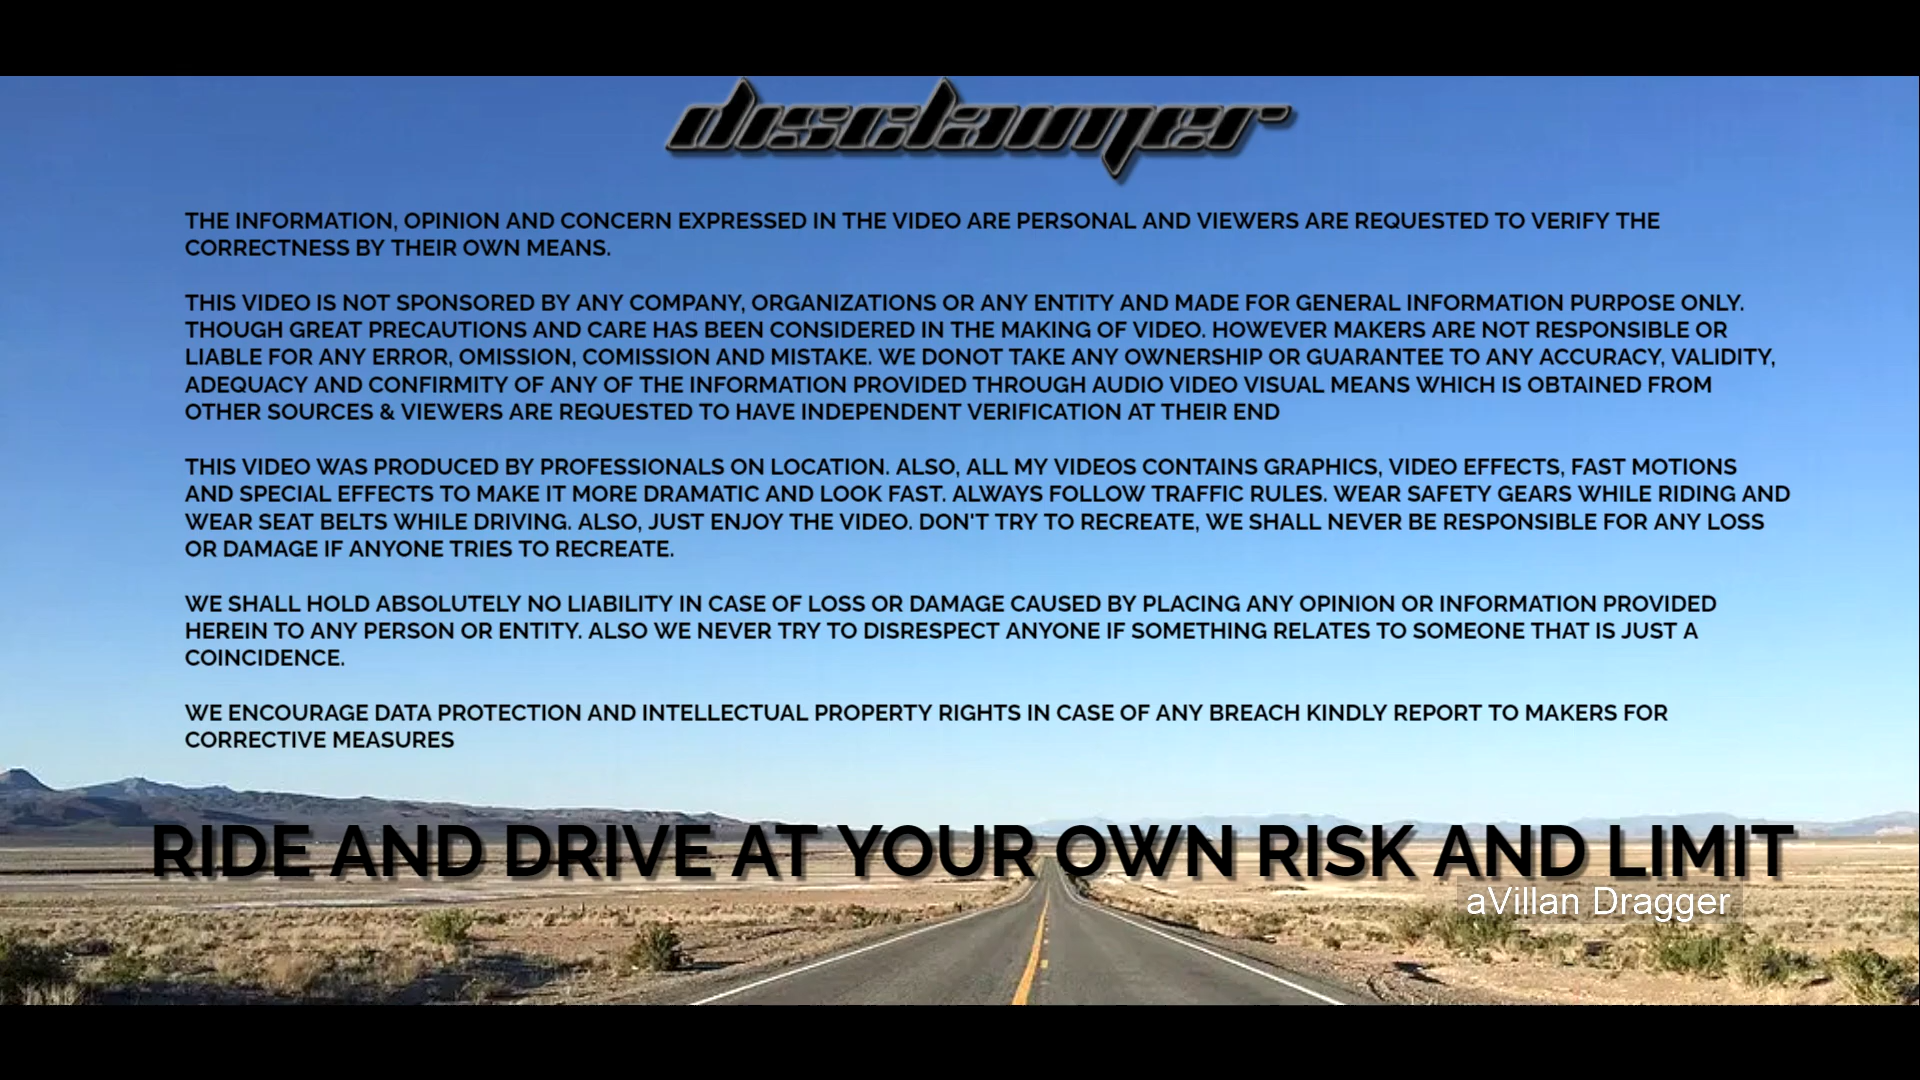 disclaimer
THE INFORMATION, OPINION AND CONCERN EXPRESSED IN THE VIDEO ARE PERSONAL AND VIEWERS ARE REQUESTED TO VERIFY THE
CORRECTNESS BY THEIR OWN MEANS.
THIS VIDEO IS NOT SPONSORED BY ANY COMPANY, ORGANIZATIONS OR ANY ENTITY AND MADE FOR GENERAL INFORMATION PURPOSE ONLY.
THOUGH GREAT PRECAUTIONS AND CARE HAS BEEN CONSIDERED IN THE MAKING OF VIDEO. HOWEVER MAKERS ARE NOT RESPONSIBLE OR
LIABLE FOR ANY ERROR, OMISSION, COMISSION AND MISTAKE. WE DONOT TAKE ANY OWNERSHIP OR GUARANTEE TO ANY ACCURACY, VALIDITY,
ADEQUACY AND CONFIRMITY OF ANY OF THE INFORMATION PROVIDED THROUGH AUDIO VIDEO VISUAL MEANS WHICH IS OBTAINED FROM
OTHER SOURCES & VIEWERS ARE REQUESTED TO HAVE INDEPENDENT VERIFICATION AT THEIR END
THIS VIDEO WAS PRODUCED BY PROFESSIONALS ON LOCATION. ALSO, ALL MY VIDEOS CONTAINS GRAPHICS, VIDEO EFFECTS, FAST MOTIONS
AND SPECIAL EFFECTS TO MAKE IT MORE DRAMATIC AND LOOK FAST. ALWAYS FOLLOW TRAFFIC RULES. WEAR SAFETY GEARS WHILE RIDING AND
WEAR SEAT BELTS WHILE DRIVING. ALSO, JUST ENJOY THE VIDEO. DON'T TRY TO RECREATE, WE SHALL NEVER BE RESPONSIBLE FOR ANY LOSS
OR DAMAGE IF ANYONE TRIES TO RECREATE.
WE SHALL HOLD ABSOLUTELY NO LIABILITY IN CASE OF LOSS OR DAMAGE CAUSED BY PLACING ANY OPINION OR INFORMATION PROVIDED
HEREIN TO ANY PERSON OR ENTITY. ALSO WE NEVER TRY TO DISRESPECT ANYONE IF SOMETHING RELATES TO SOMEONE THAT IS JUST A
COINCIDENCE.
WE ENCOURAGE DATA PROTECTION AND INTELLECTUAL PROPERTY RIGHTS IN CASE OF ANY BREACH KINDLY REPORT TO MAKERS FOR
CORRECTIVE MEASURES
RIDE AND DRIVE AT YOUR OWN RISK AND LIMIT
aVillan Dragger